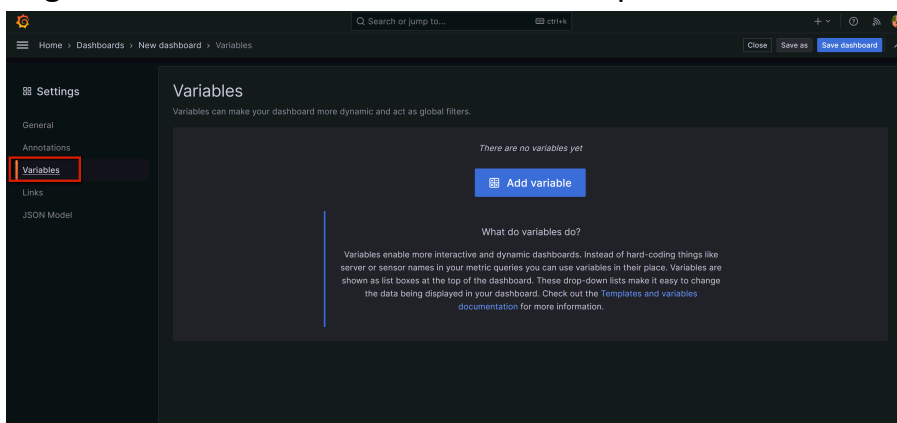 Search or jump to... ctrl+k
Home › Dashboards › New dashboard › Variables Close Save as Save dashboard
Settings
General
Annotations
Variables
Links
JSON Model
Variables
Variables can make your dashboard more dynamic and act as global filters.
There are no variables yet
Add variable
What do variables do?
Variables enable more interactive and dynamic dashboards. Instead of hard-coding things like
server or sensor names in your metric queries you can use variables in their place. Variables are
shown as list boxes at the top of the dashboard. These drop-down lists make it easy to change
the data being displayed in your dashboard. Check out the Templates and variables
documentation for more information.